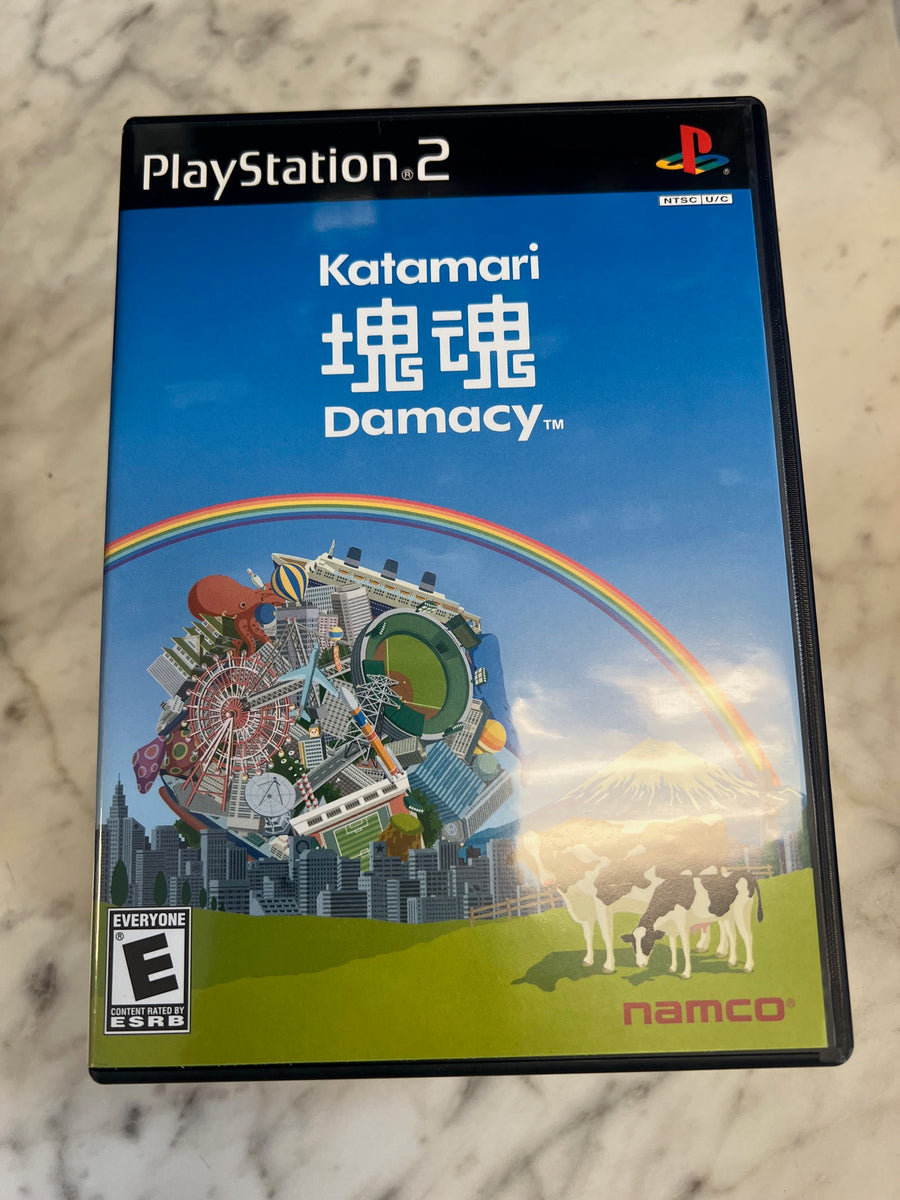 PlayStation®2
NTSC U/C
Katamari
塊魂
Damacy™
EVERYONE
E
®
CONTENT RATED BY
ESRB
namco®